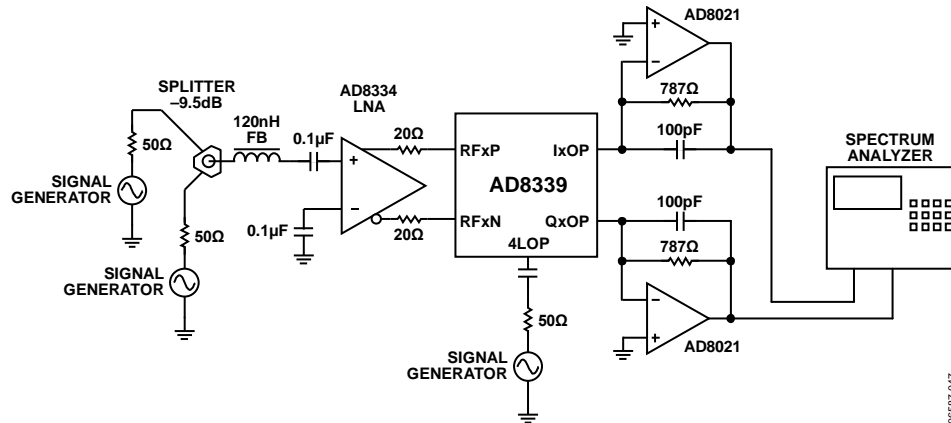 AD8021
SPLITTER
–9.5dB
AD8334
LNA
787Ω
120nH
FB
0.1µF
20Ω
100pF
SPECTRUM
ANALYZER
50Ω
RFxP
IxOP
SIGNAL
GENERATOR
AD8339
100pF
50Ω
0.1µF
20Ω
RFxN
QxOP
4LOP
787Ω
SIGNAL
GENERATOR
50Ω
AD8021
SIGNAL
GENERATOR